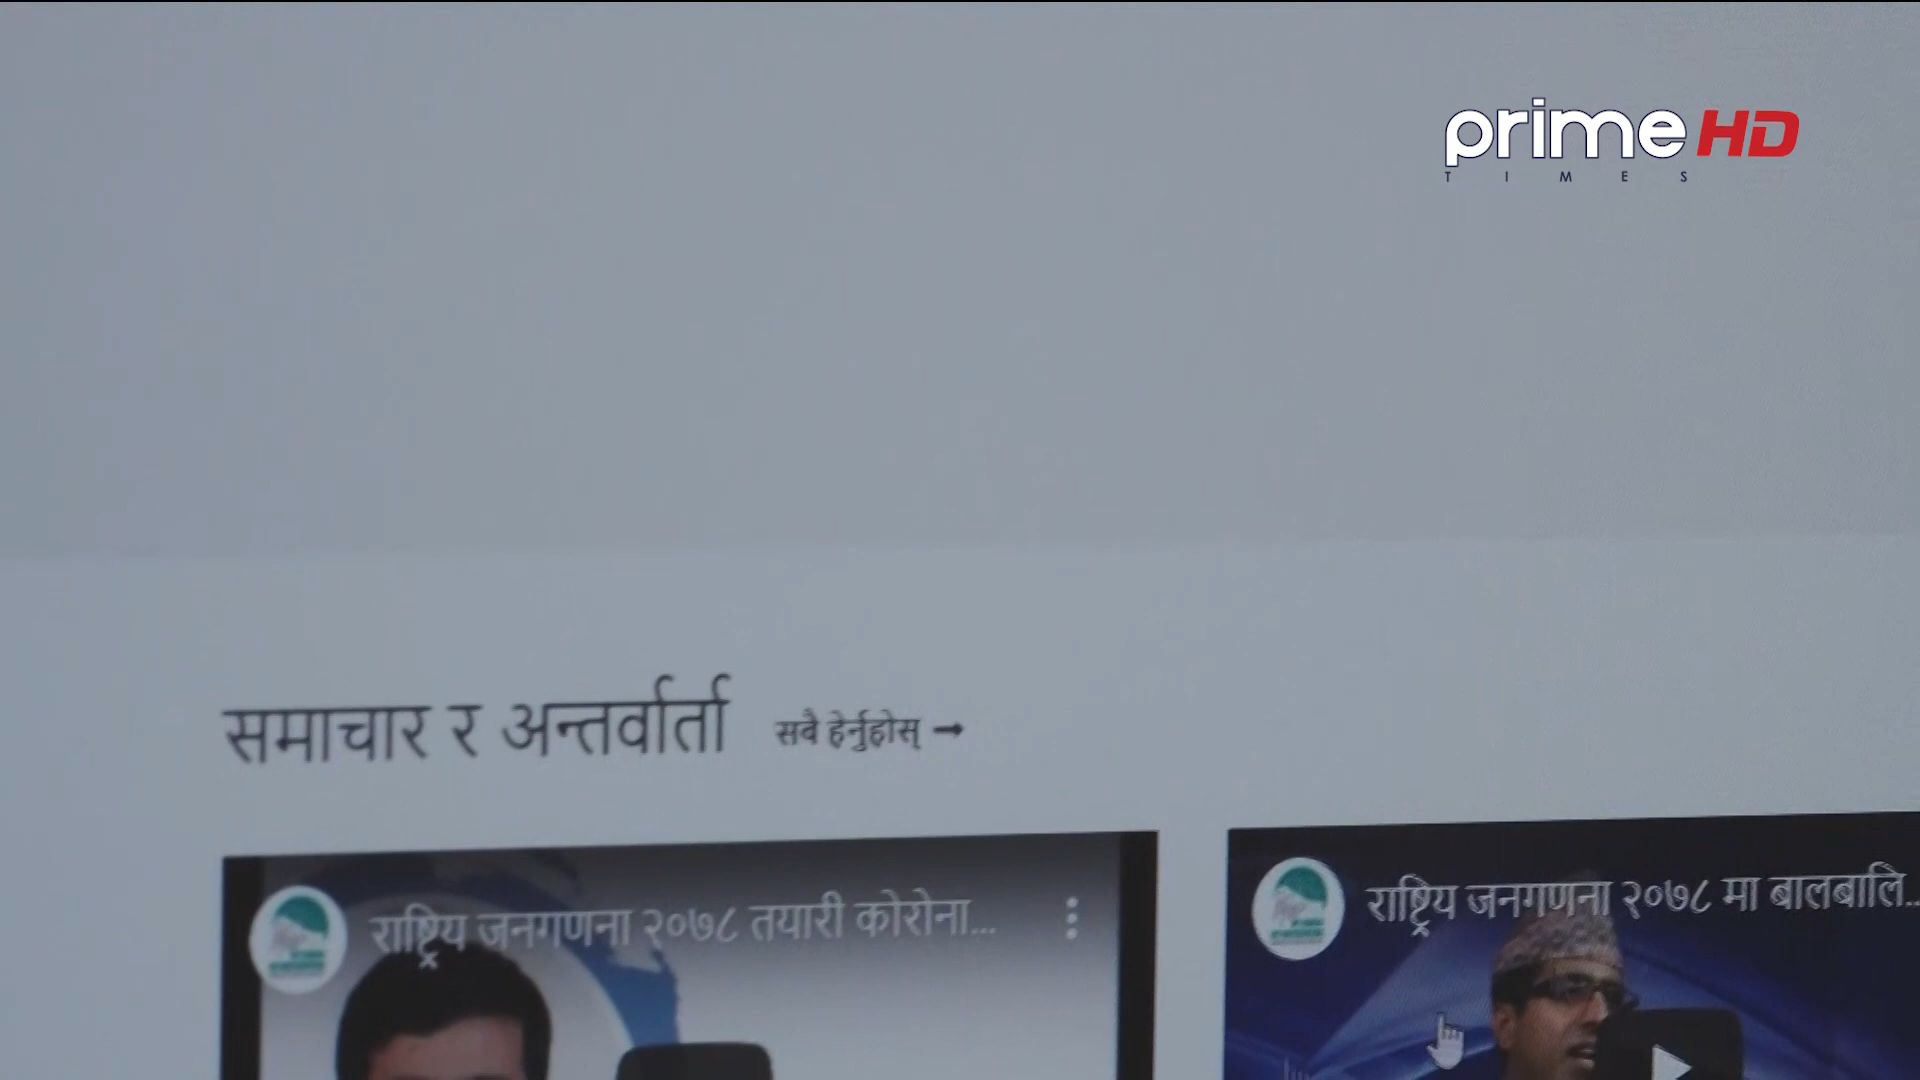 prime HD
TIMES
समाचार र अन्तर्वार्ता सबै हेर्नुहोस् →
राष्ट्रिय जनगणना २०७८ तयारी कोरोना...
राष्ट्रिय जनगणना २०७८ मा बालबालि...